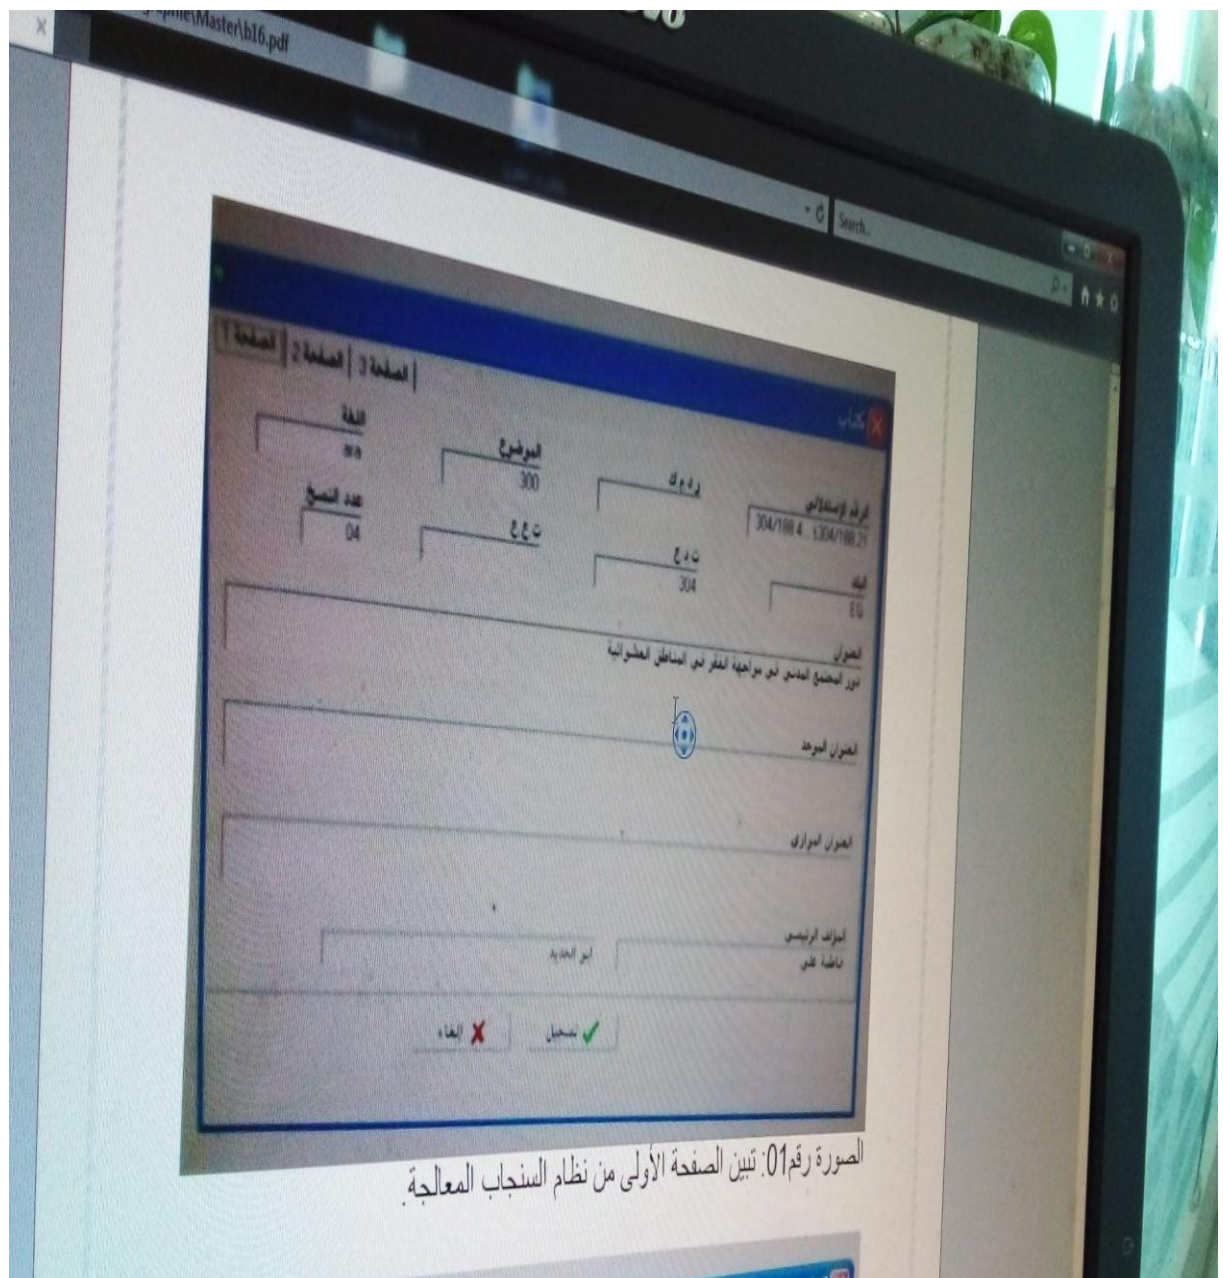 \Master\b16.pdf
Search...
كتاب
الصفحة 1 | الصفحة 2 | الصفحة 3
الرقم الإستدلالي
304/188.4 .. s304/188.21
ر د م ك
الموضوع
300
اللغة
ara
البلد
EG
ت د ع
304
ت ع ع
عدد النسخ
04
العنوان
دور المجتمع المدني في مواجهة الفقر في المناطق العشوائية
العنوان الموحد
العنوان الموازي
المؤلف الرئيسي
فاطمة علي
ابو الحديد
تسجيل
إلغاء
الصورة رقم01: تبين الصفحة الأولى من نظام السنجاب المعالجة.